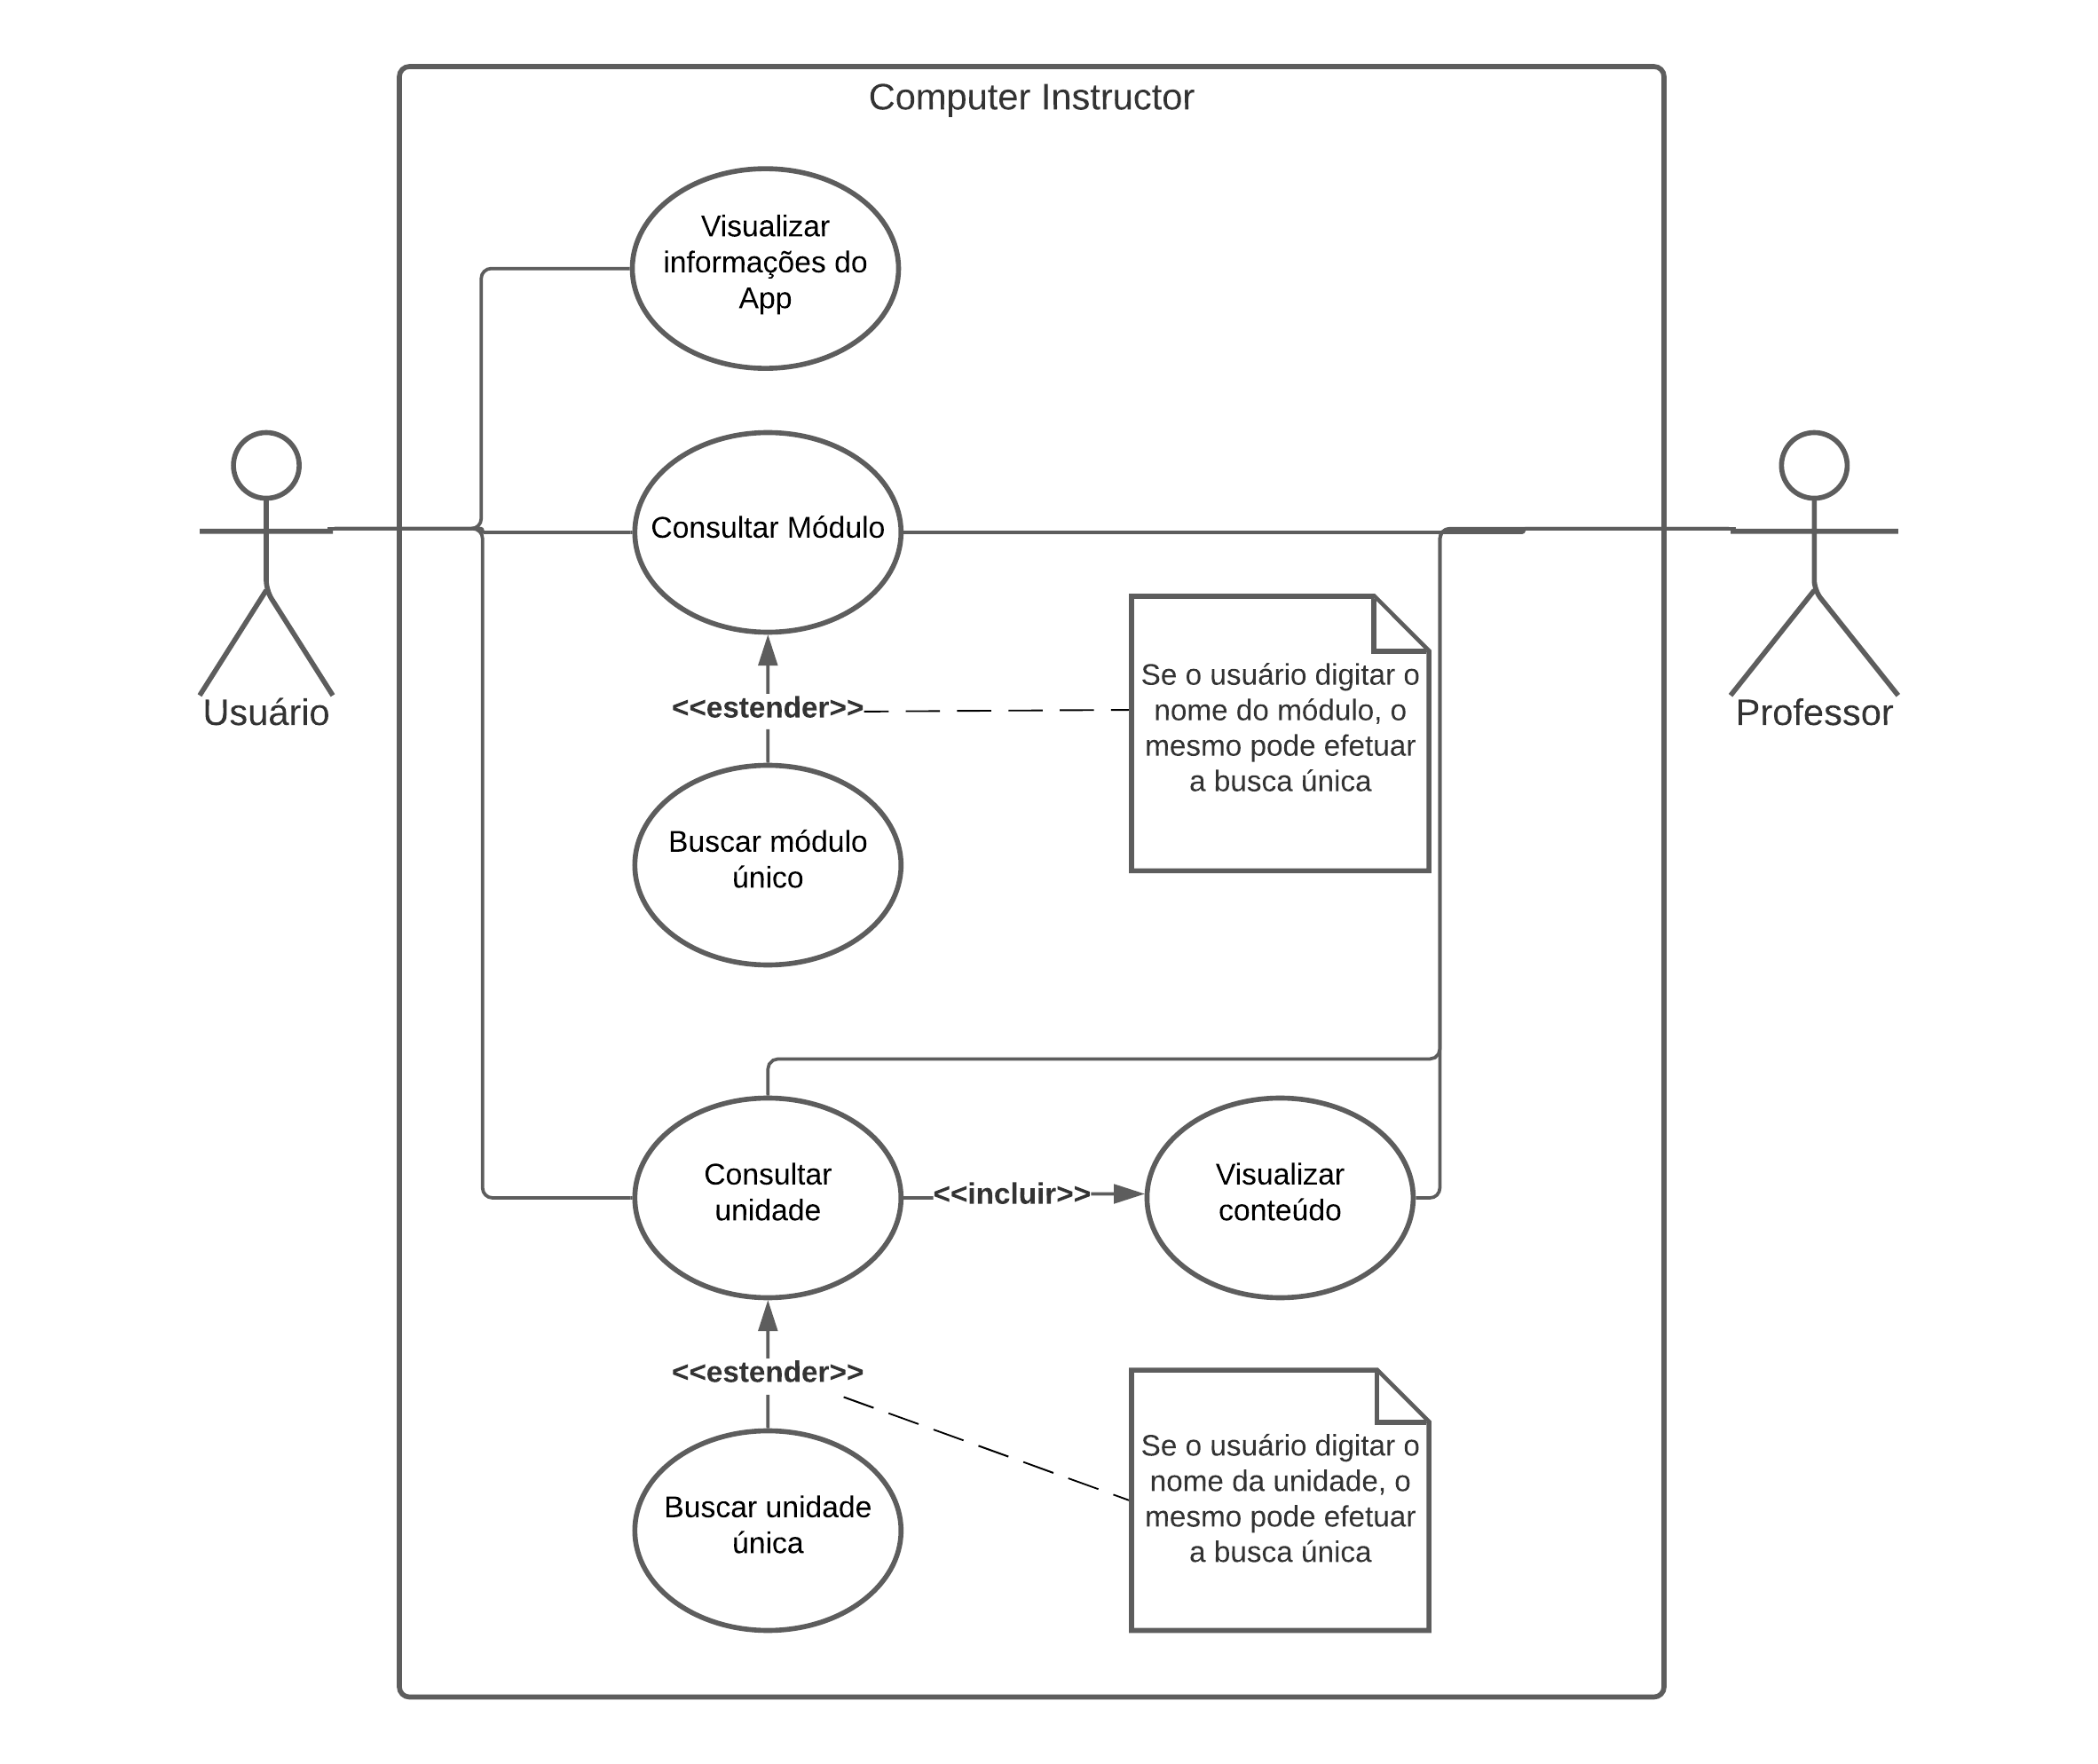 Computer Instructor
Visualizar
informações do
App
Consultar Módulo
Usuário
Professor
<<estender>>
Se o usuário digitar o
nome do módulo, o
mesmo pode efetuar
a busca única
Buscar módulo
único
Consultar
unidade
<<incluir>>
Visualizar
conteúdo
<<estender>>
Se o usuário digitar o
nome da unidade, o
mesmo pode efetuar
a busca única
Buscar unidade
única